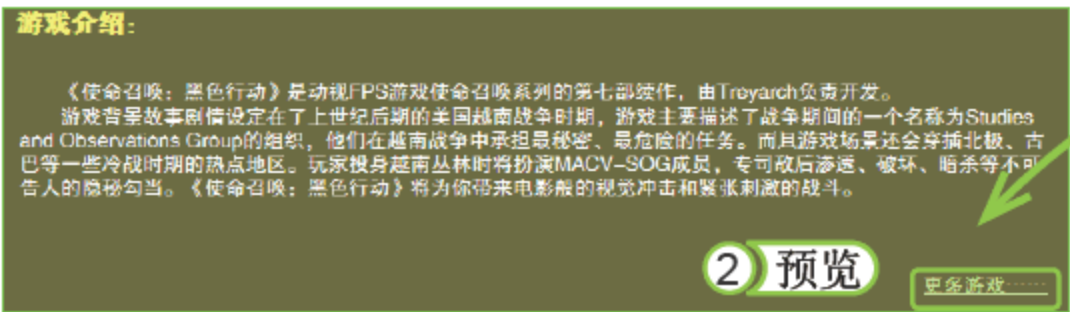 游戏介绍：
《使命召唤：黑色行动》是动视FPS游戏使命召唤系列的第七部续作，由Treyarch负责开发。
游戏背景故事剧情设定在了上世纪后期的美国越南战争时期，游戏主要描述了战争期间的一个名称为Studies
and Observations Group的组织，他们在越南战争中承担最秘密、最危险的任务。而且游戏场景还会穿插北极、古
巴等一些冷战时期的热点地区。玩家投身越南丛林时将扮演MACV-SOG成员，专司敌后渗透、破坏、暗杀等不可
告人的隐秘勾当。《使命召唤：黑色行动》将为你带来电影般的视觉冲击和紧张刺激的战斗。
2 预览
更多游戏……